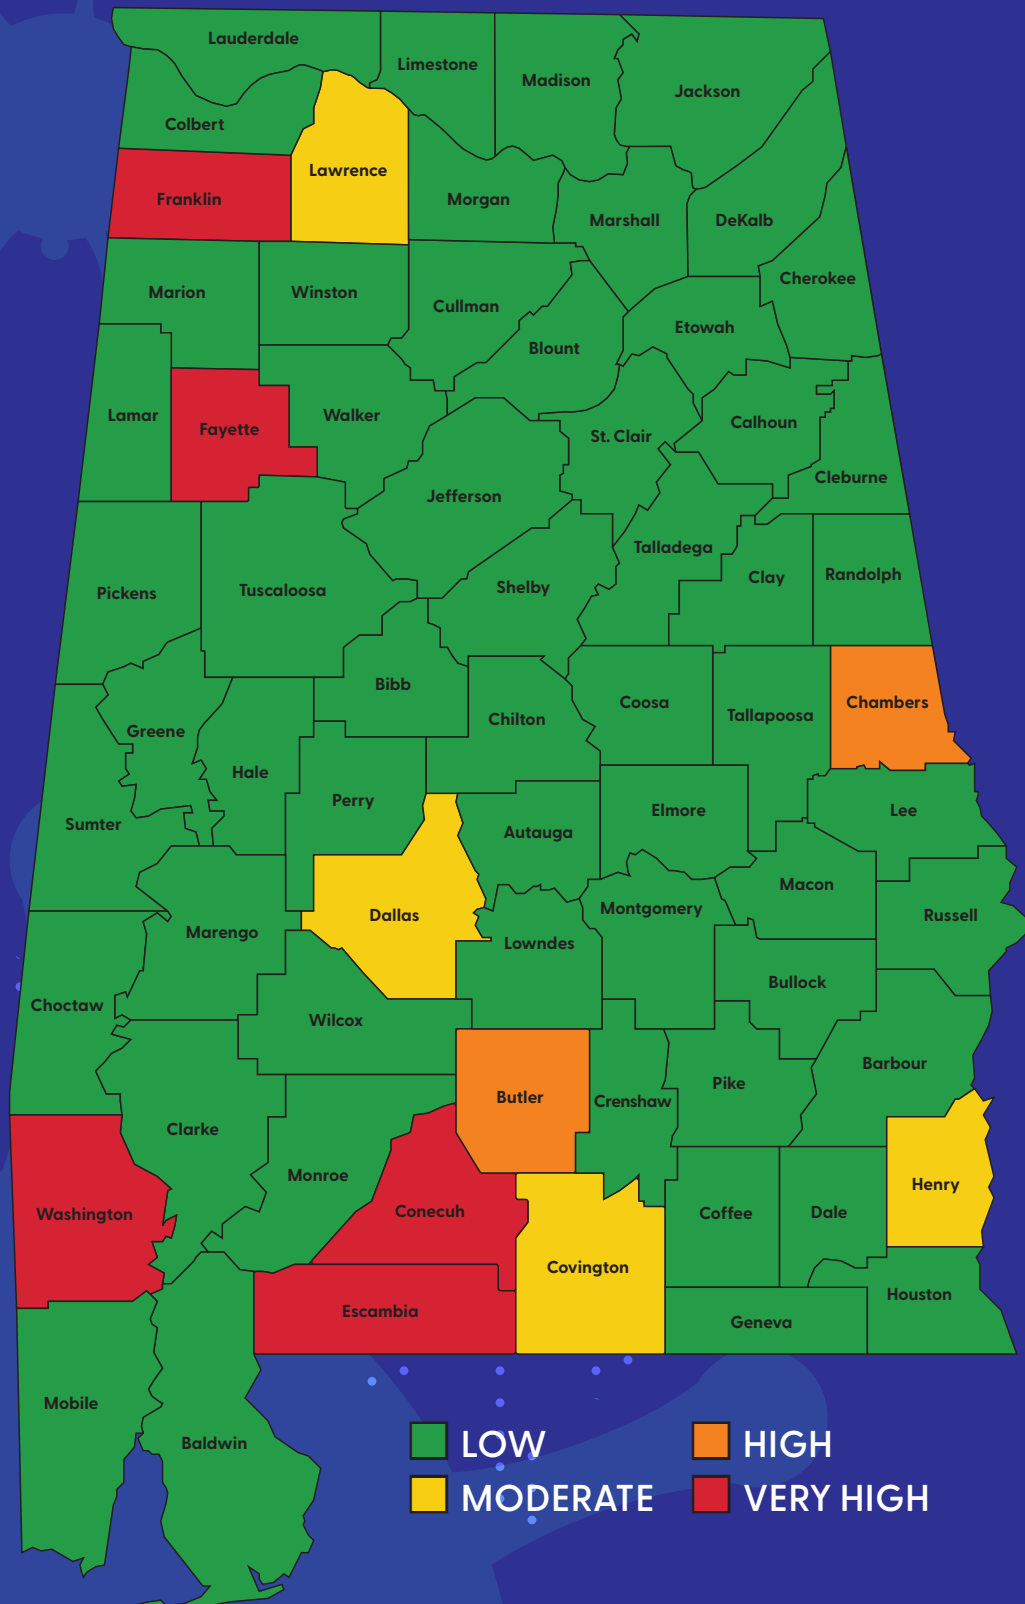 Lauderdale
Limestone
Madison
Jackson
Colbert
Lawrence
Franklin
Morgan
Marshall
DeKalb
Cherokee
Marion
Winston
Cullman
Etowah
Blount
Lamar
Fayette
Walker
St. Clair
Calhoun
Cleburne
Jefferson
Talladega
Clay
Randolph
Pickens
Tuscaloosa
Shelby
Bibb
Coosa
Chambers
Greene
Chilton
Tallapoosa
Hale
Perry
Sumter
Autauga
Elmore
Lee
Macon
Dallas
Montgomery
Russell
Marengo
Lowndes
Bullock
Choctaw
Wilcox
Barbour
Butler
Crenshaw
Pike
Clarke
Monroe
Henry
Washington
Conecuh
Coffee
Dale
Covington
Houston
Escambia
Geneva
Mobile
Baldwin
LOW
HIGH
MODERATE
VERY HIGH